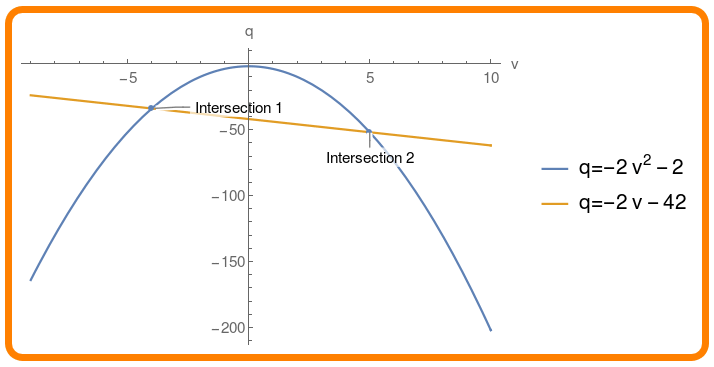 q
v
−5
5
10
Intersection 1
−50
Intersection 2
q=−2 v² − 2
−100
q=−2 v − 42
−150
−200